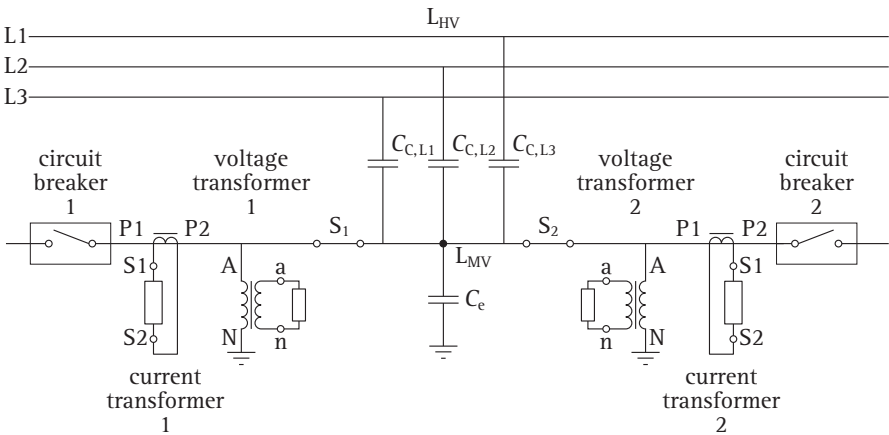 L_HV
L1
L2
L3
C_C,L1 C_C,L2 C_C,L3
circuit breaker 1
voltage transformer 1
voltage transformer 2
circuit breaker 2
P1 P2 S_1 S_2 P1 P2
L_MV
S1 A a a A S1
C_e
S2 N n n N S2
current transformer 1
current transformer 2